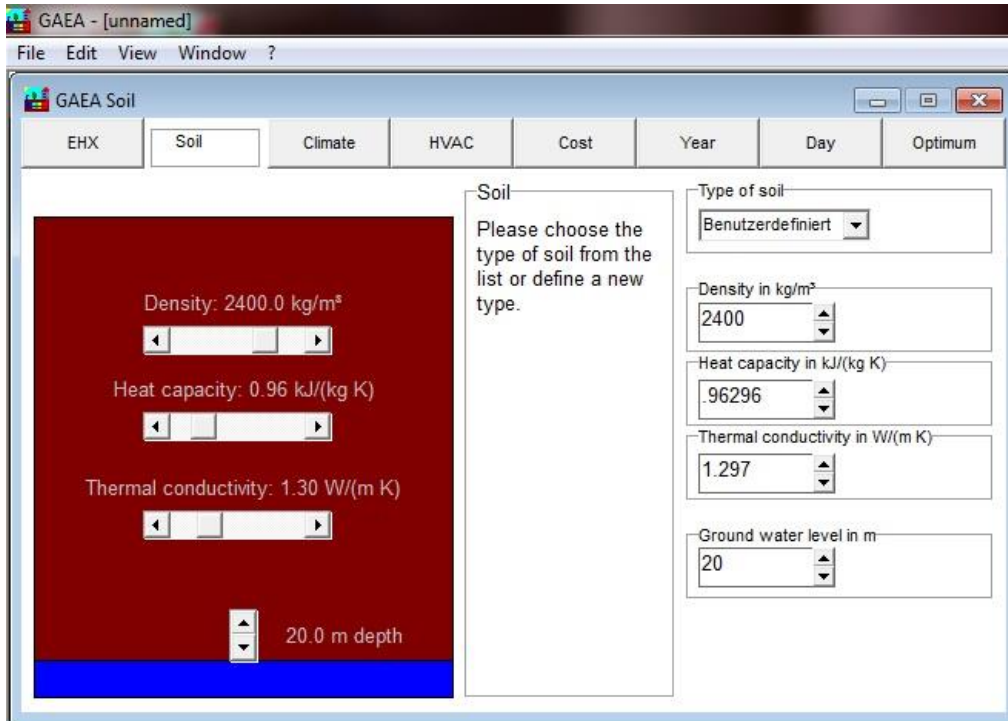 GAEA - [unnamed]
File Edit View Window ?
GAEA Soil
EHX Soil Climate HVAC Cost Year Day Optimum
Density: 2400.0 kg/m³
Heat capacity: 0.96 kJ/(kg K)
Thermal conductivity: 1.30 W/(m K)
20.0 m depth
Soil
Please choose the
type of soil from the
list or define a new
type.
Type of soil
Benutzerdefiniert
Density in kg/m³
2400
Heat capacity in kJ/(kg K)
.96296
Thermal conductivity in W/(m K)
1.297
Ground water level in m
20